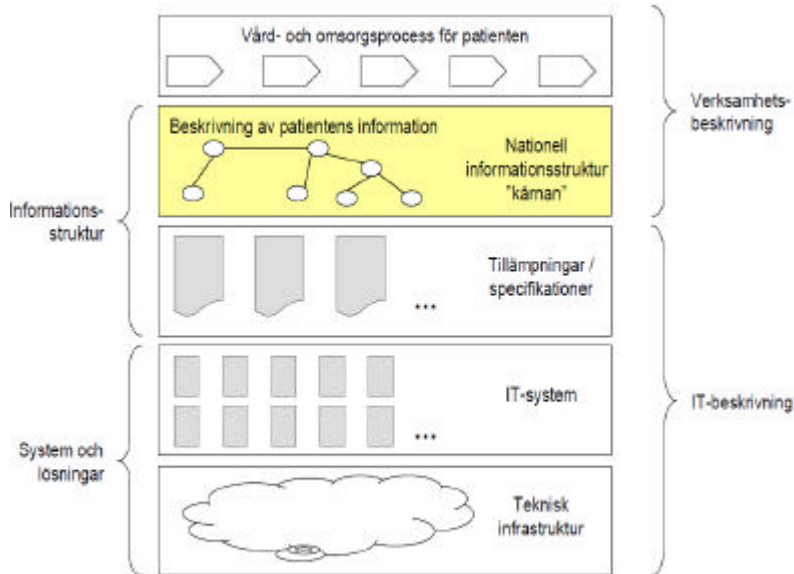 Vård- och omsorgsprocess för patienten
Verksamhets-
beskrivning
Beskrivning av patientens information
Nationell
informationsstruktur
"kärnan"
Informations-
struktur
Tillämpningar /
specifikationer
...
IT-system
...
IT-beskrivning
System och
lösningar
Teknisk
infrastruktur